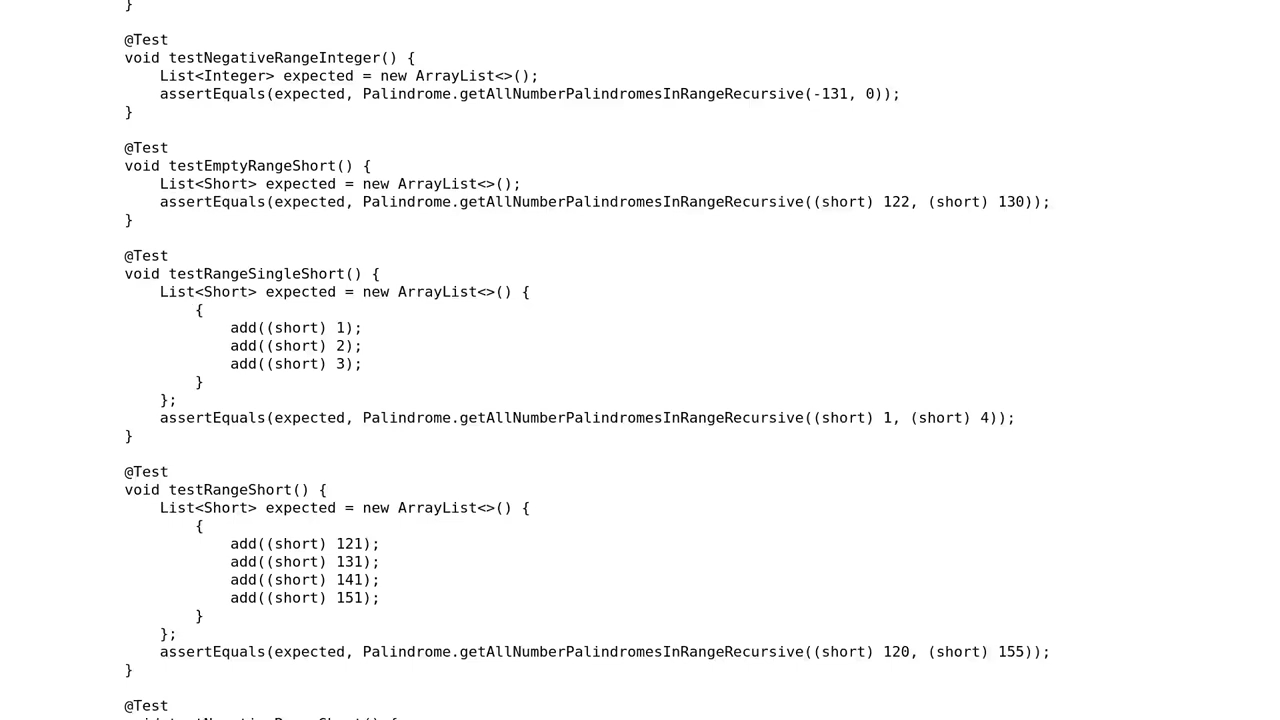 }
@Test
void testNegativeRangeInteger() {
List<Integer> expected = new ArrayList<>();
assertEquals(expected, Palindrome.getAllNumberPalindromesInRangeRecursive(-131, 0));
}
@Test
void testEmptyRangeShort() {
List<Short> expected = new ArrayList<>();
assertEquals(expected, Palindrome.getAllNumberPalindromesInRangeRecursive((short) 122, (short) 130));
}
@Test
void testRangeSingleShort() {
List<Short> expected = new ArrayList<>() {
{
add((short) 1);
add((short) 2);
add((short) 3);
}
};
assertEquals(expected, Palindrome.getAllNumberPalindromesInRangeRecursive((short) 1, (short) 4));
}
@Test
void testRangeShort() {
List<Short> expected = new ArrayList<>() {
{
add((short) 121);
add((short) 131);
add((short) 141);
add((short) 151);
}
};
assertEquals(expected, Palindrome.getAllNumberPalindromesInRangeRecursive((short) 120, (short) 155));
}
@Test